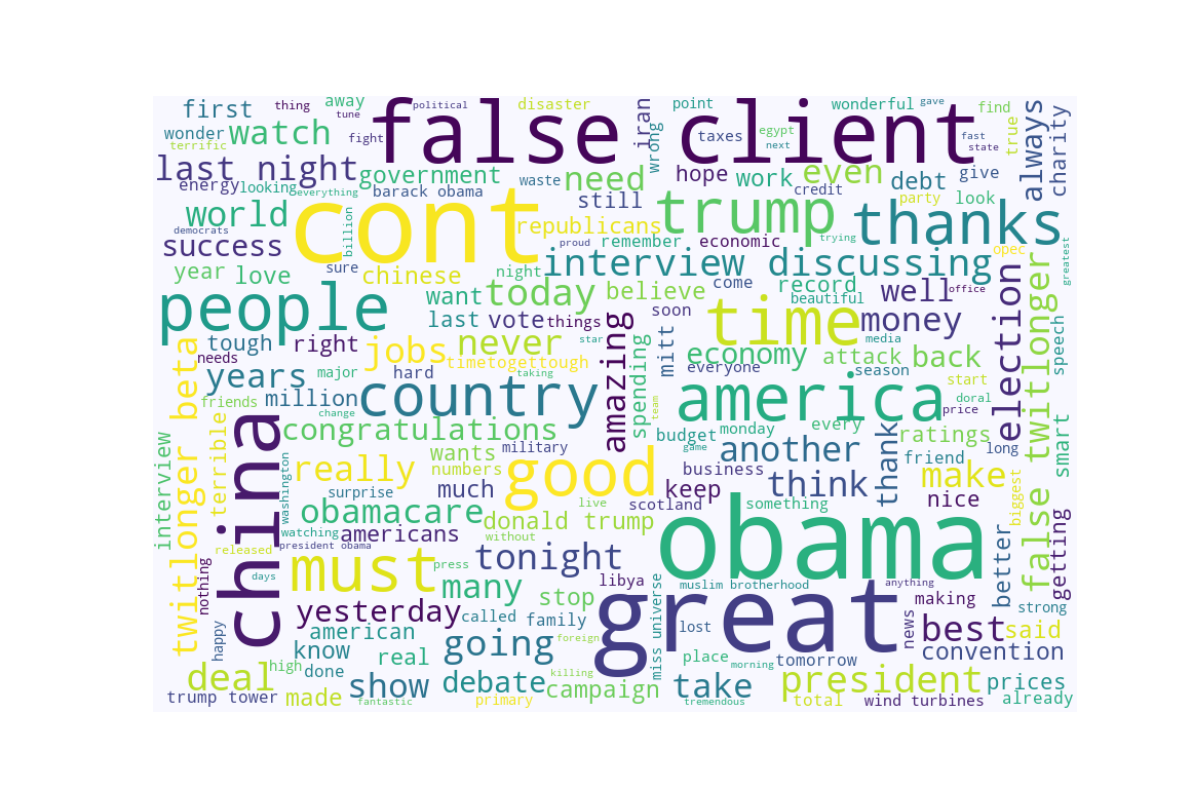 first
thing
away
tune
political
disaster
point
wonderful
gave
find
wonder
terrific
watch
fight
false client
iran
wrong
taxes
egypt
next
fast
state
true
always
charity
last night
government
need
hope
work
even
debt
give
energy
looking
everything
barack obama
waste
still
credit
party
look
world
democrats
billion
cont
republicans
trump
thanks
success
proud
remember
economic
trying
opec
greatest
year
love
sure
chinese
night
interview discussing
people
want
today
believe
come
record
beautiful
well
office
money
last
vote
things
soon
time
media
election
false twitlonger
speech
tough
needs
right
jobs
never
star
amazing
spending
mitt
economy
attack
back
years
major
timetogettough
hard
taking
everyone
season
start
doral
price
friends
million
change
country
team
america
twitlonger beta
terrible
china
congratulations
military
budget
monday
every
ratings
long
smart
interview
washington
really
wants
numbers
good
game
another
business
think
thank
friend
make
surprise
much
keep
nice
biggest
obamacare
live
scotland
something
watching
americans
donald trump
without
obama
released
president obama
tonight
better
getting
nothing
days
must
press
many
libya
muslim brotherhood
anything
stop
miss universe
great
making
strong
yesterday
called
family
lost
news
best
said
happy
american
know
real
going
foreign
place
morning
tomorrow
convention
deal
high
done
show
debate
killing
campaign
take
president
prices
trump tower
made
fantastic
primary
tremendous
total
wind turbines
already